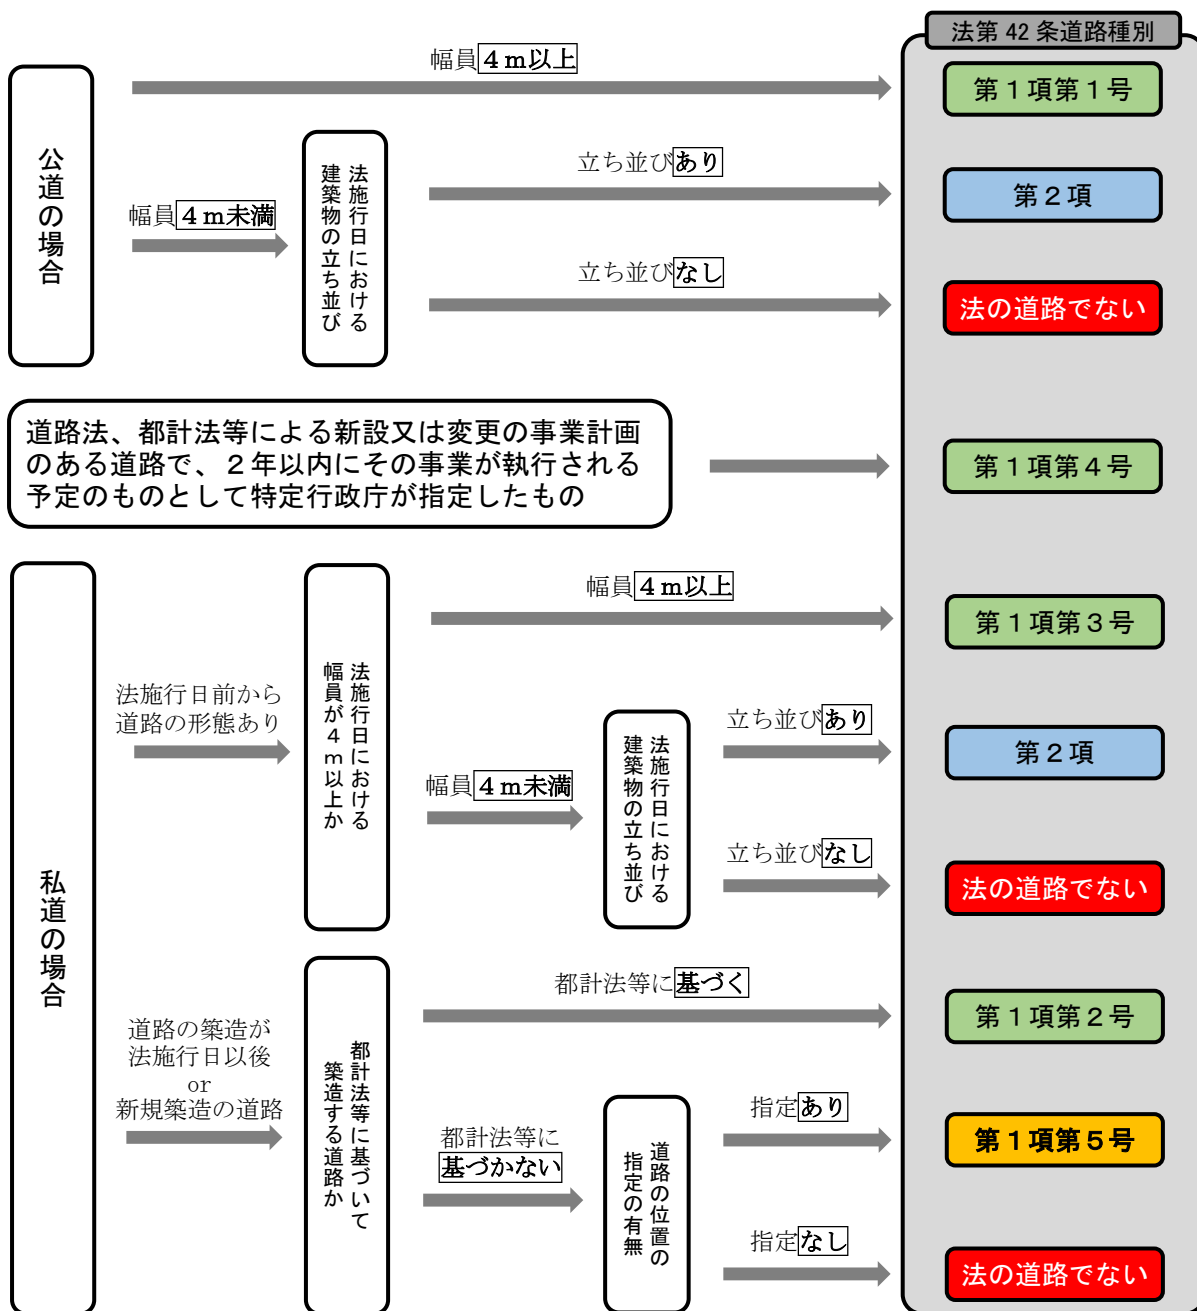 法第 42 条道路種別
幅員４ｍ以上
第１項第１号
公道の場合
立ち並びあり
第２項
幅員４ｍ未満
法施行日における
建築物の立ち並び
立ち並びなし
法の道路でない
道路法、都計法等による新設又は変更の事業計画
のある道路で、２年以内にその事業が執行される
予定のものとして特定行政庁が指定したもの
第１項第４号
私道の場合
法施行日前から
道路の形態あり
法施行日における
幅員が４ｍ以上か
幅員４ｍ以上
第１項第３号
幅員４ｍ未満
法施行日における
建築物の立ち並び
立ち並びあり
第２項
立ち並びなし
法の道路でない
道路の築造が
法施行日以後
or
新規築造の道路
都計法等に基づいて
築造する道路か
都計法等に基づく
第１項第２号
都計法等に
基づかない
道路の位置の
指定の有無
指定あり
第１項第５号
指定なし
法の道路でない